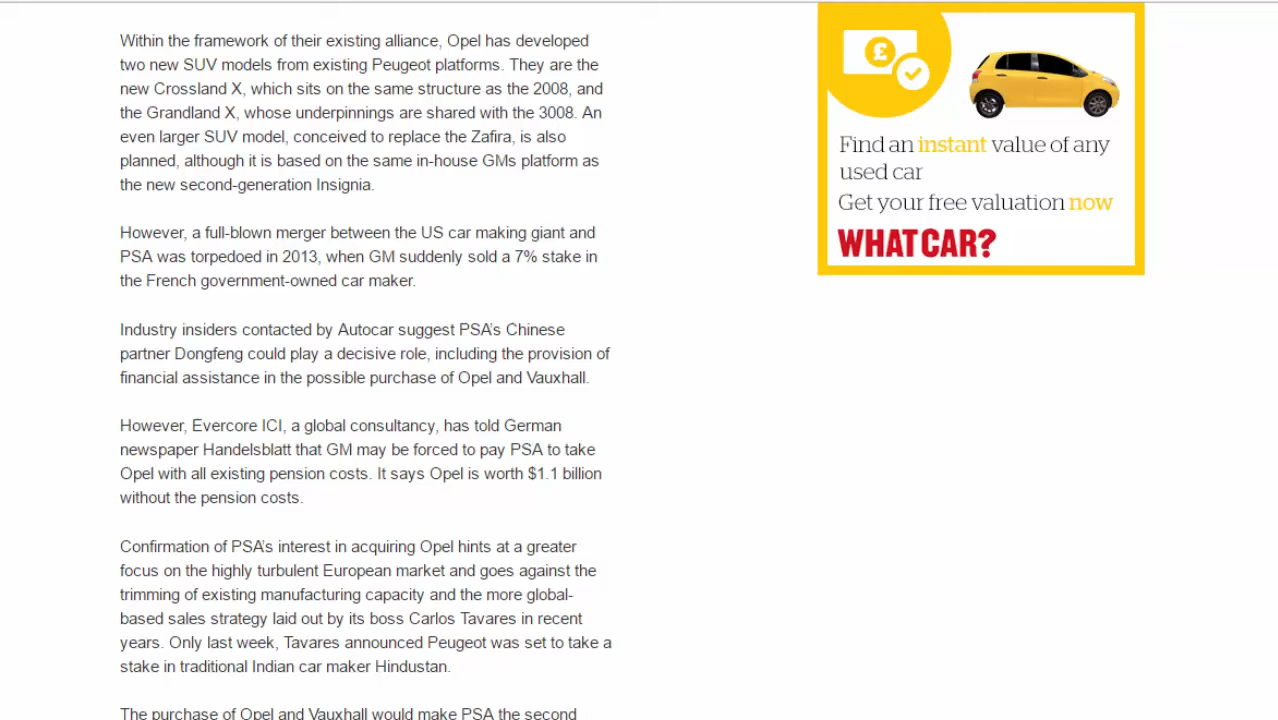 Within the framework of their existing alliance, Opel has developed
two new SUV models from existing Peugeot platforms. They are the
new Crossland X, which sits on the same structure as the 2008, and
the Grandland X, whose underpinnings are shared with the 3008. An
even larger SUV model, conceived to replace the Zafira, is also
planned, although it is based on the same in-house GMs platform as
the new second-generation Insignia.
However, a full-blown merger between the US car making giant and
PSA was torpedoed in 2013, when GM suddenly sold a 7% stake in
the French government-owned car maker.
Industry insiders contacted by Autocar suggest PSA's Chinese
partner Dongfeng could play a decisive role, including the provision of
financial assistance in the possible purchase of Opel and Vauxhall.
However, Evercore ICI, a global consultancy, has told German
newspaper Handelsblatt that GM may be forced to pay PSA to take
Opel with all existing pension costs. It says Opel is worth $1.1 billion
without the pension costs.
Confirmation of PSA's interest in acquiring Opel hints at a greater
focus on the highly turbulent European market and goes against the
trimming of existing manufacturing capacity and the more global-
based sales strategy laid out by its boss Carlos Tavares in recent
years. Only last week, Tavares announced Peugeot was set to take a
stake in traditional Indian car maker Hindustan.
The purchase of Opel and Vauxhall would make PSA the second
£
Find an instant value of any
used car
Get your free valuation now
WHAT CAR?